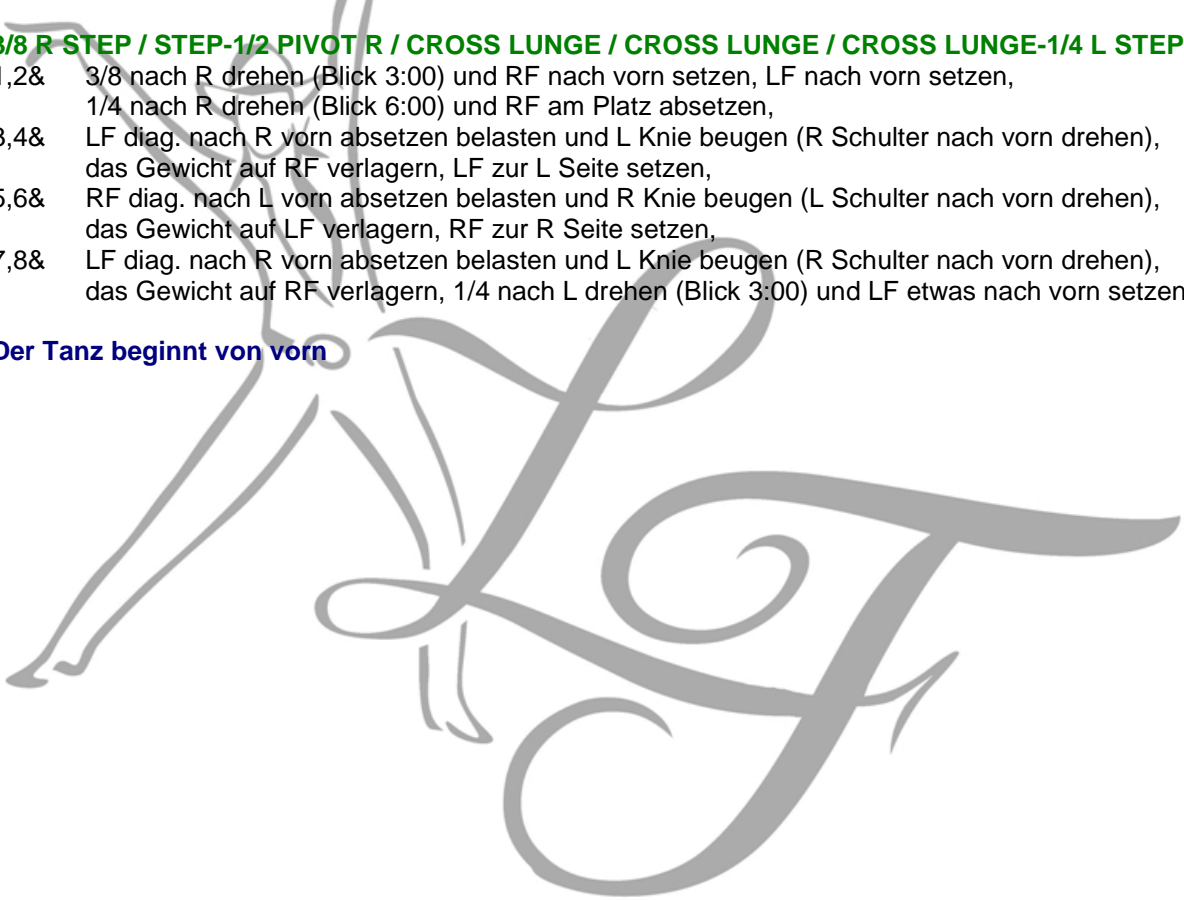 3/8 R STEP / STEP-1/2 PIVOT R / CROSS LUNGE / CROSS LUNGE / CROSS LUNGE-1/4 L STEP
1,2& 3/8 nach R drehen (Blick 3:00) und RF nach vorn setzen, LF nach vorn setzen,
1/4 nach R drehen (Blick 6:00) und RF am Platz absetzen,
3,4& LF diag. nach R vorn absetzen belasten und L Knie beugen (R Schulter nach vorn drehen),
das Gewicht auf RF verlagern, LF zur L Seite setzen,
5,6& RF diag. nach L vorn absetzen belasten und R Knie beugen (L Schulter nach vorn drehen),
das Gewicht auf LF verlagern, RF zur R Seite setzen,
7,8& LF diag. nach R vorn absetzen belasten und L Knie beugen (R Schulter nach vorn drehen),
das Gewicht auf RF verlagern, 1/4 nach L drehen (Blick 3:00) und LF etwas nach vorn setzen
Der Tanz beginnt von vorn
LF